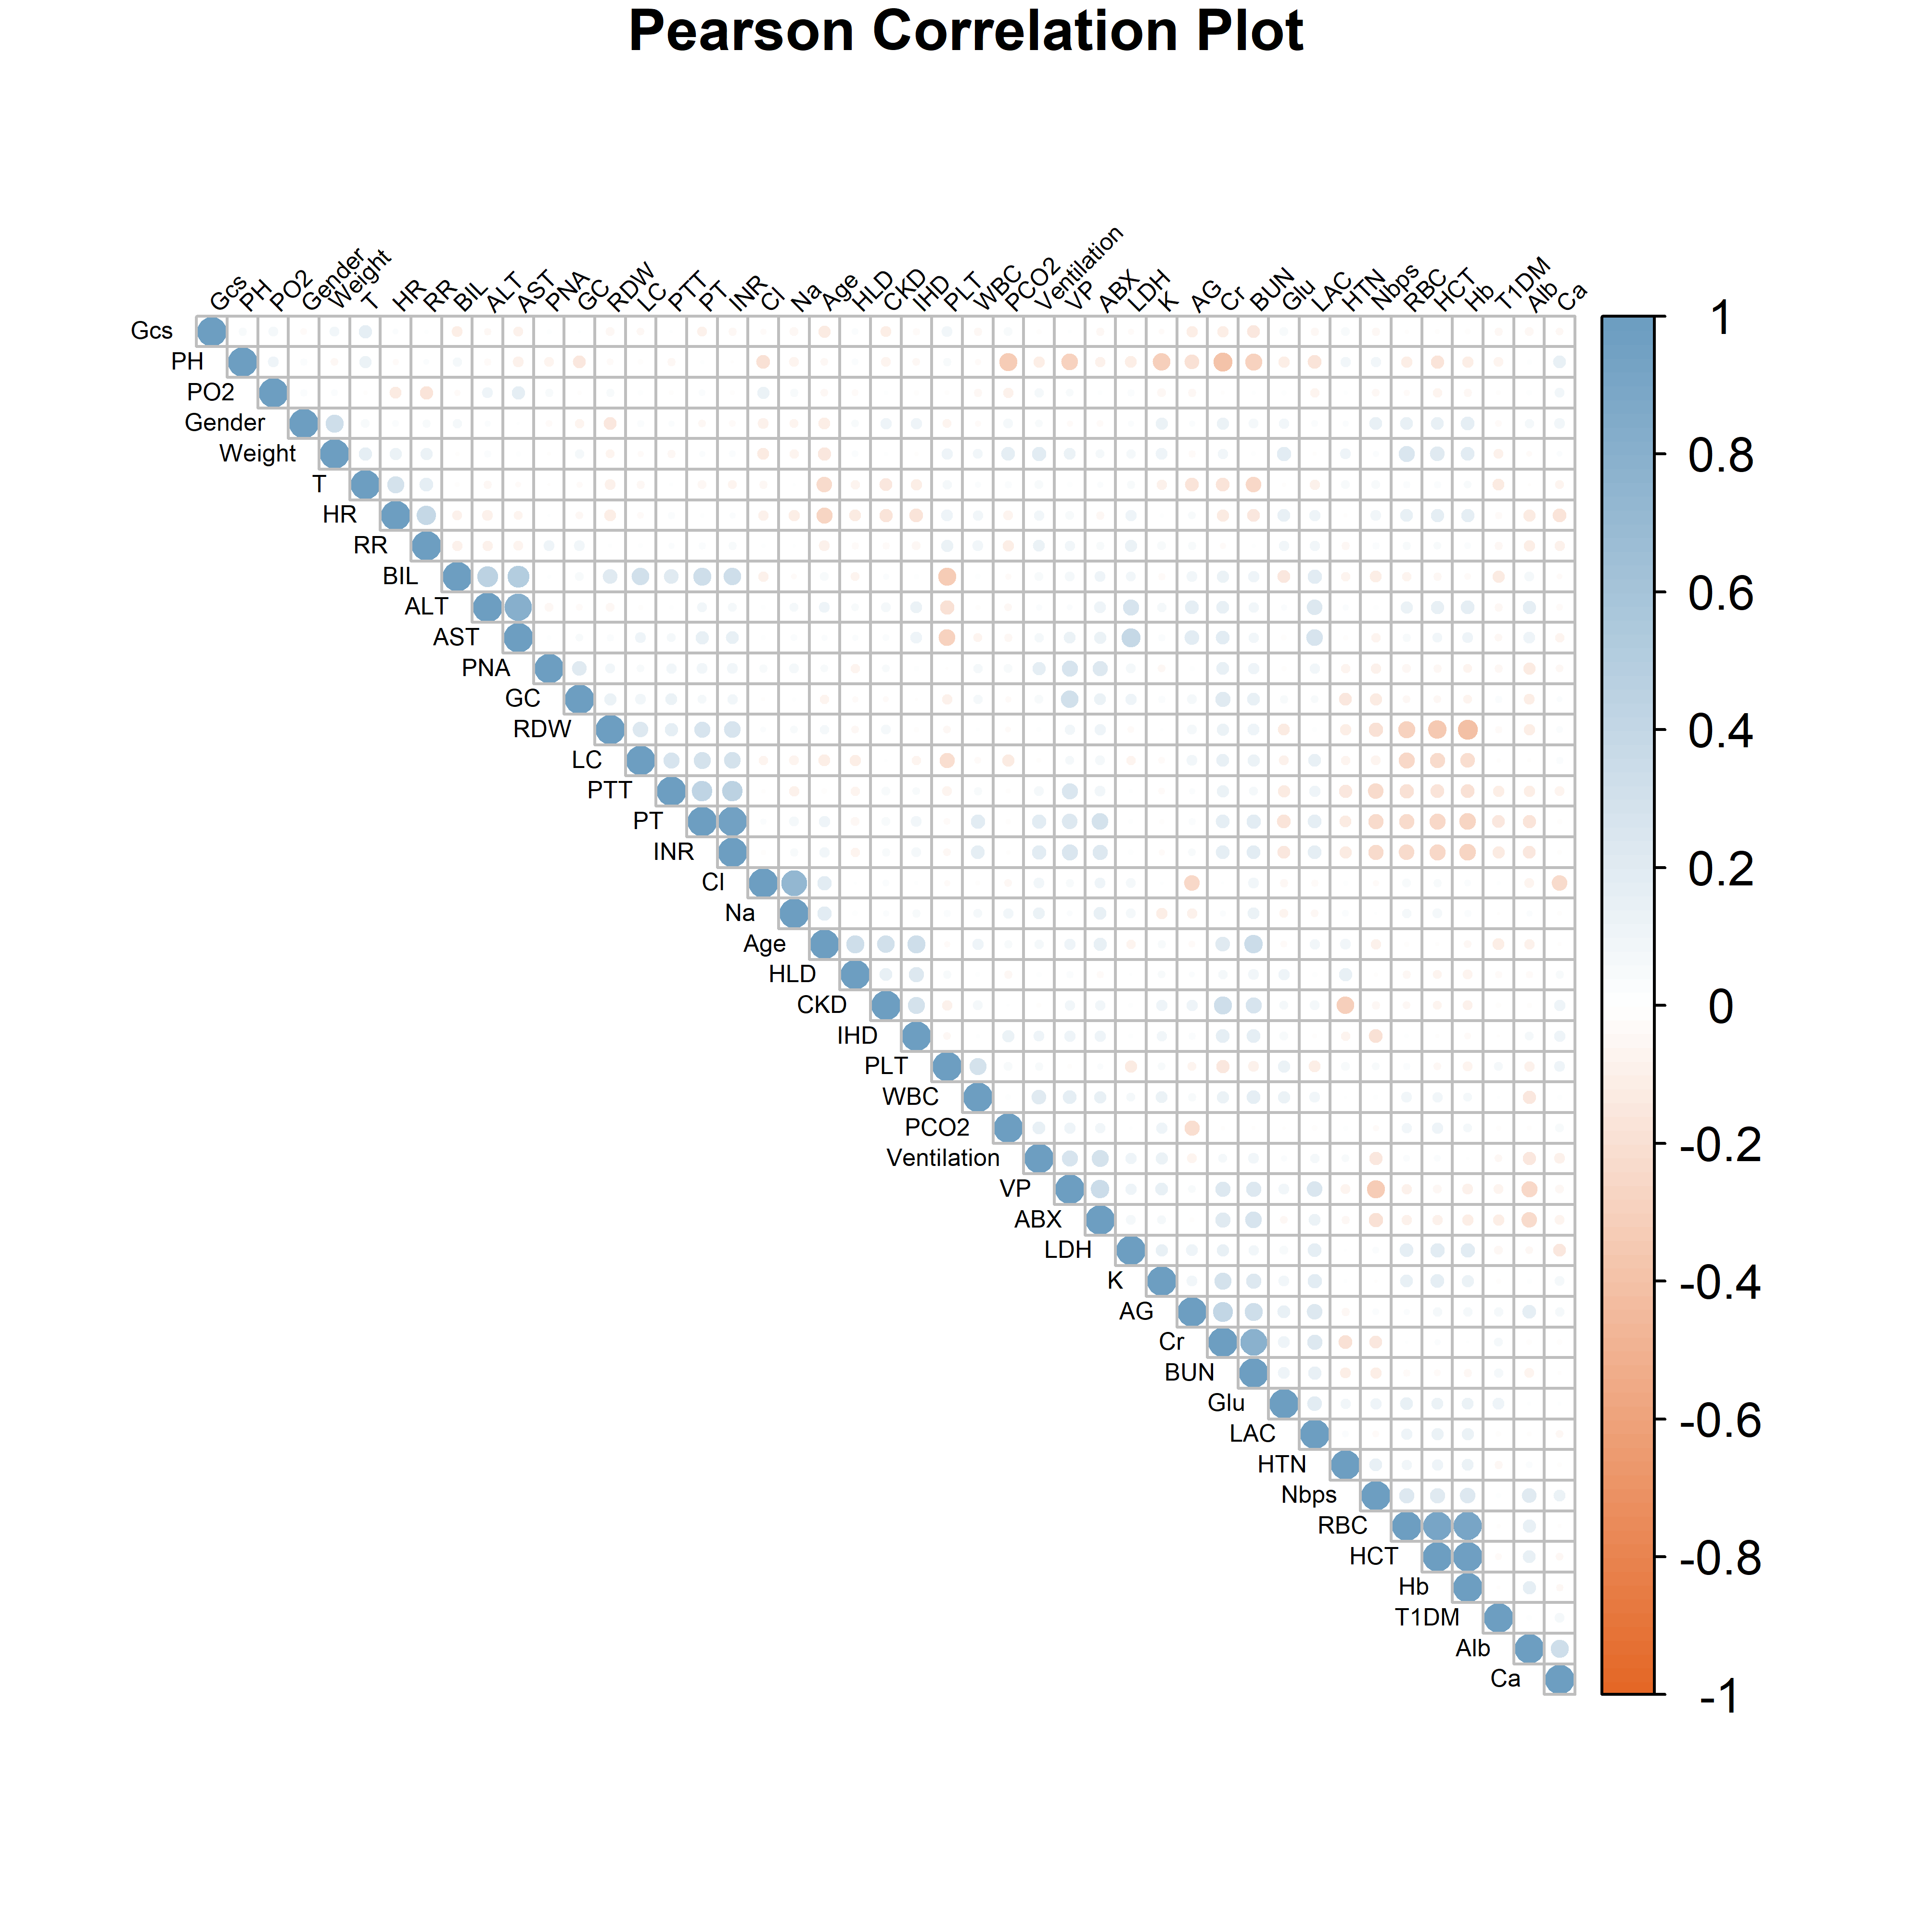 Pearson Correlation Plot
Gcs PH PO2 Gender Weight T HR RR BIL ALT AST PNA GC RDW LC PTT PT INR Cl Na Age HLD CKD IHD PLT WBC PCO2 Ventilation VP ABX LDH K AG Cr BUN Glu LAC HTN Nbps RBC HCT Hb T1DM Alb Ca
Gcs
PH
PO2
Gender
Weight
T
HR
RR
BIL
ALT
AST
PNA
GC
RDW
LC
PTT
PT
INR
Cl
Na
Age
HLD
CKD
IHD
PLT
WBC
PCO2
Ventilation
VP
ABX
LDH
K
AG
Cr
BUN
Glu
LAC
HTN
Nbps
RBC
HCT
Hb
T1DM
Alb
Ca
1
0.8
0.6
0.4
0.2
0
-0.2
-0.4
-0.6
-0.8
-1